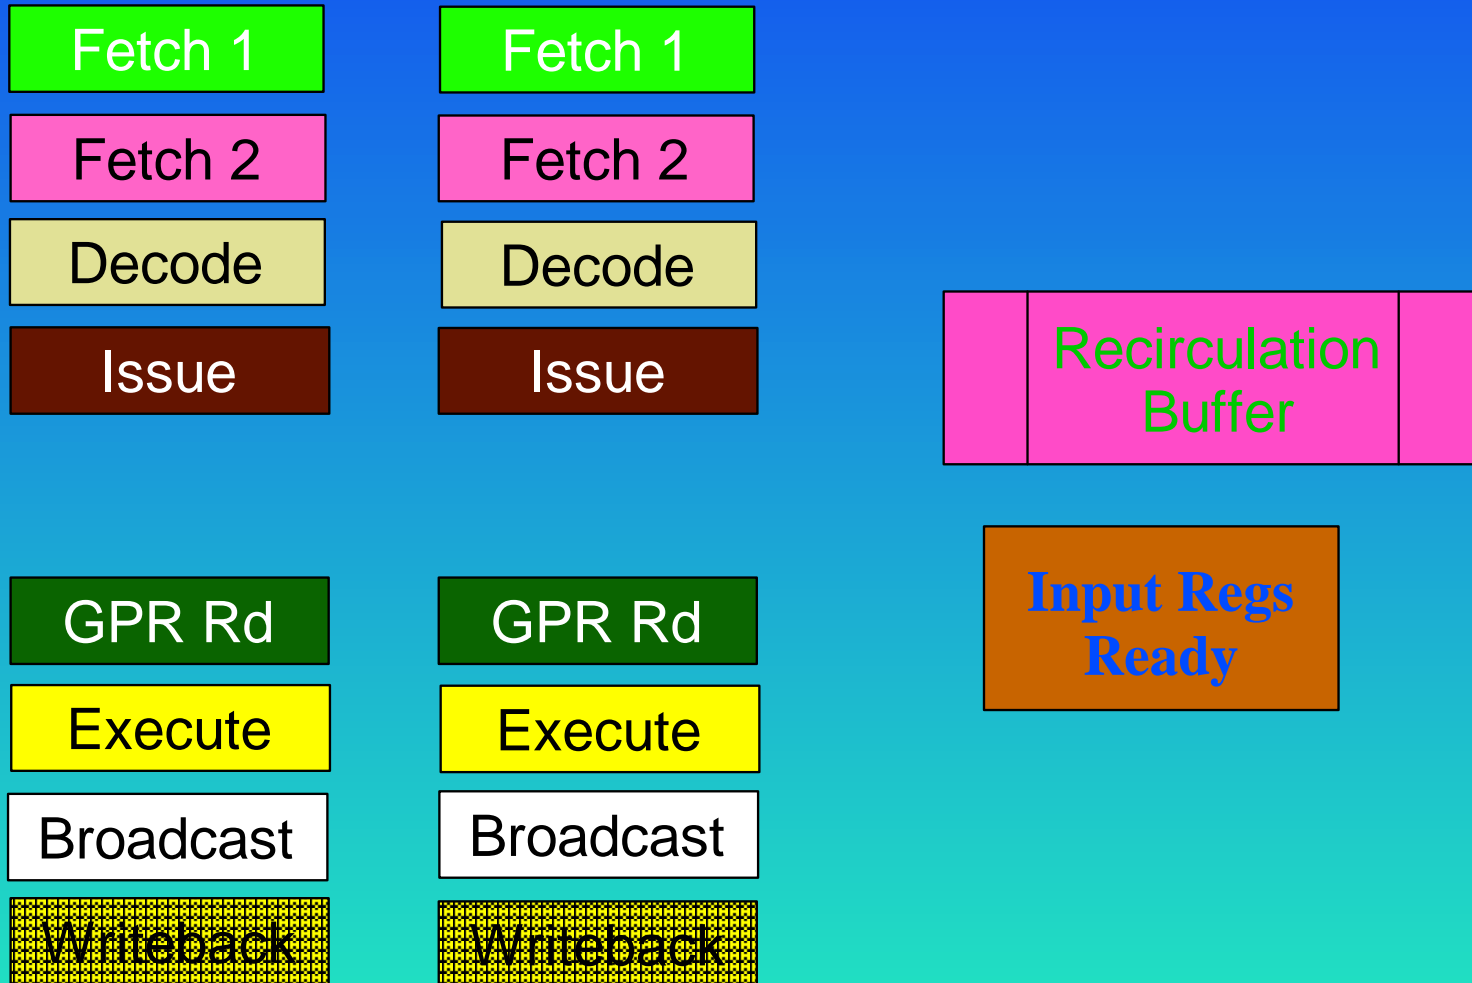 Fetch 1
Fetch 2
Decode
Issue
GPR Rd
Execute
Broadcast
Writeback
Fetch 1
Fetch 2
Decode
Issue
GPR Rd
Execute
Broadcast
Writeback
Recirculation
Buffer
Input Regs
Ready